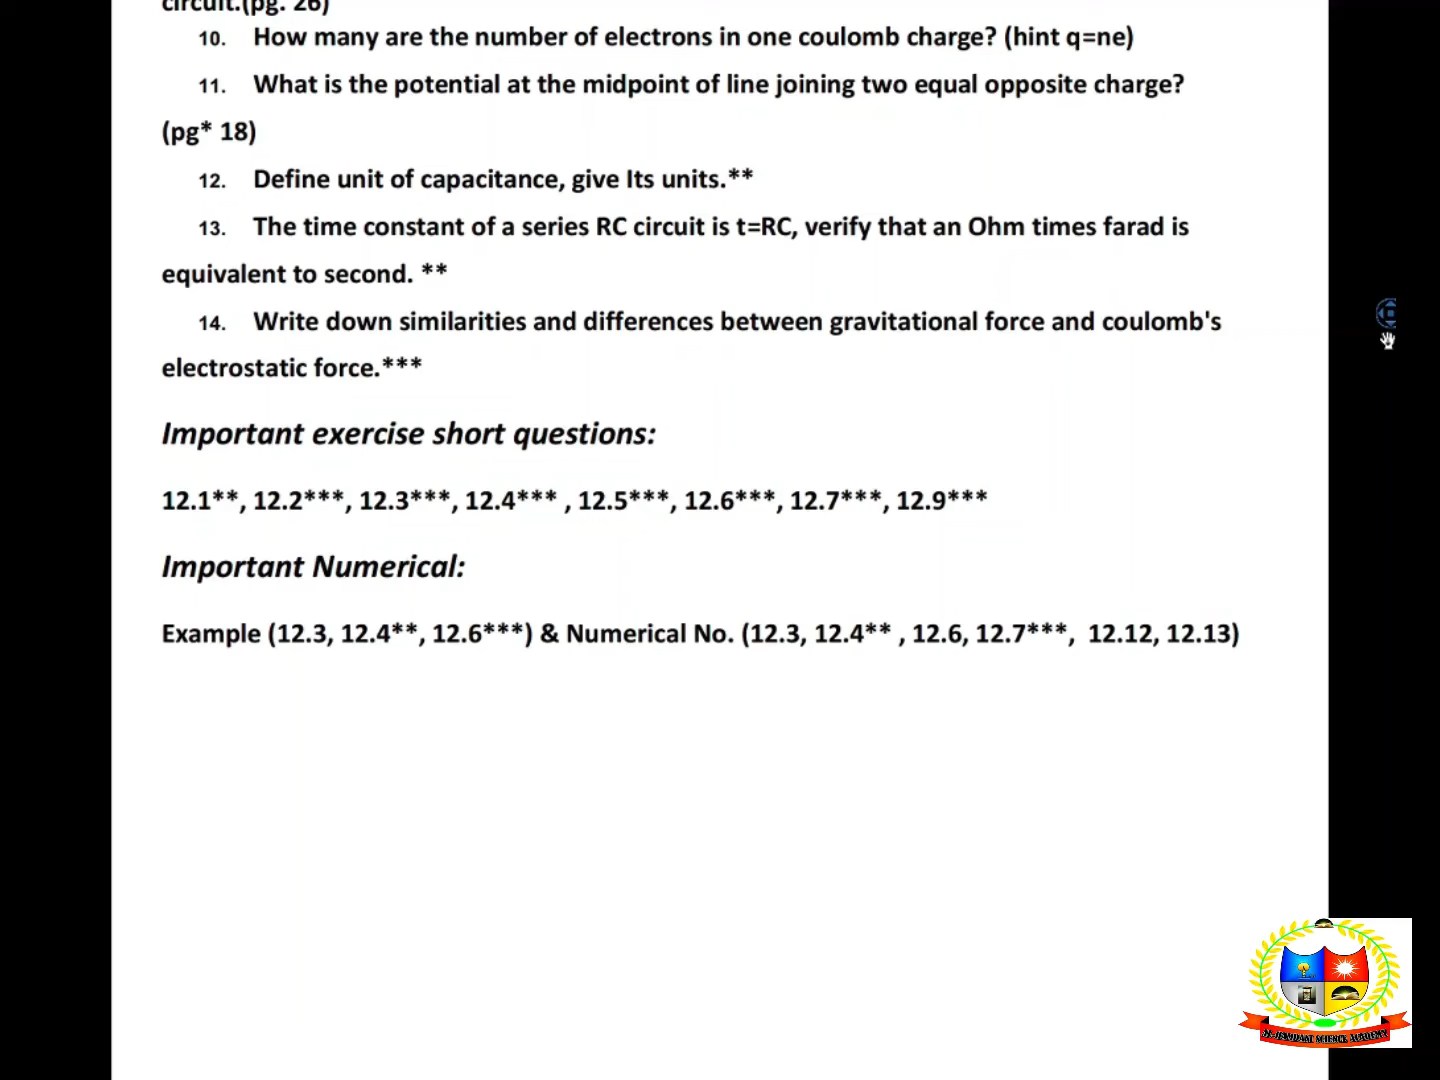 circuit.(pg. 26)
10. How many are the number of electrons in one coulomb charge? (hint q=ne)
11. What is the potential at the midpoint of line joining two equal opposite charge?
(pg* 18)
12. Define unit of capacitance, give Its units.**
13. The time constant of a series RC circuit is t=RC, verify that an Ohm times farad is
equivalent to second. **
14. Write down similarities and differences between gravitational force and coulomb's
electrostatic force.***
Important exercise short questions:
12.1**, 12.2***, 12.3***, 12.4*** , 12.5***, 12.6***, 12.7***, 12.9***
Important Numerical:
Example (12.3, 12.4**, 12.6***) & Numerical No. (12.3, 12.4** , 12.6, 12.7***, 12.12, 12.13)
SCIENCE ACADEMY